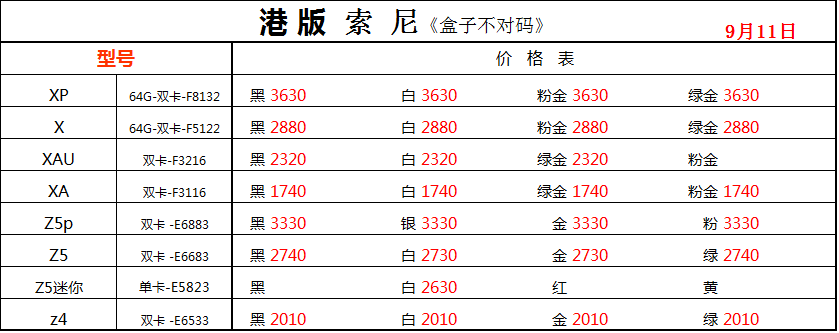 港版 索 尼《盒子不对码》 9月11日
型号 价 格 表
XP 64G-双卡-F8132 黑 3630 白 3630 粉金 3630 绿金 3630
X 64G-双卡-F5122 黑 2880 白 2880 粉金 2880 绿金 2880
XAU 双卡-F3216 黑 2320 白 2320 绿金 2320 粉金
XA 双卡-F3116 黑 1740 白 1740 绿金 1740 粉金 1740
Z5p 双卡 -E6883 黑 3330 银 3330 金 3330 粉 3330
Z5 双卡 -E6683 黑 2740 白 2730 金 2730 绿 2740
Z5迷你 单卡-E5823 黑 白 2630 红 黄
z4 双卡 -E6533 黑 2010 白 2010 金 2010 绿 2010